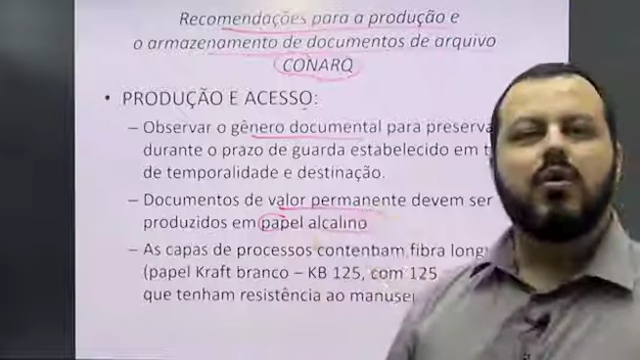 Recomendações para a produção e
o armazenamento de documentos de arquivo
CONARQ
• PRODUÇÃO E ACESSO:
– Observar o gênero documental para preserva
durante o prazo de guarda estabelecido em t
de temporalidade e destinação.
– Documentos de valor permanente devem ser
produzidos em papel alcalino
– As capas de processos contenham fibra long
(papel Kraft branco – KB 125, com 125
que tenham resistência ao manuse